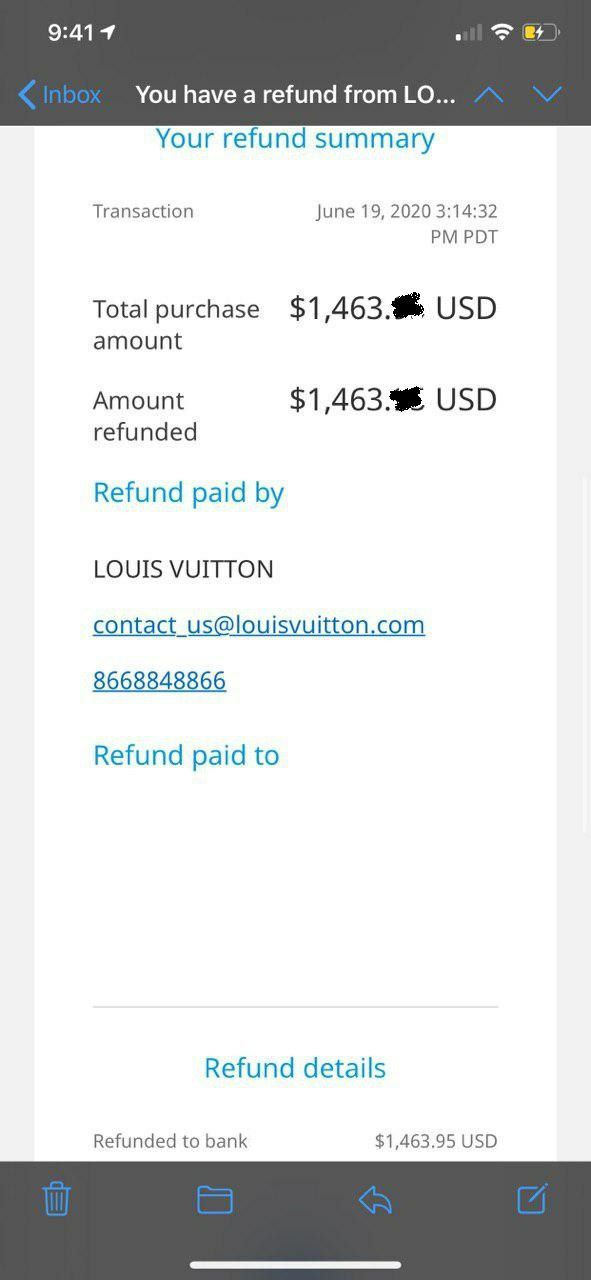 9:41
Inbox
You have a refund from LO...
Your refund summary
Transaction
June 19, 2020 3:14:32
PM PDT
Total purchase
amount
$1,463. USD
Amount
refunded
$1,463. USD
Refund paid by
LOUIS VUITTON
contact_us@louisvuitton.com
8668848866
Refund paid to
Refund details
Refunded to bank
$1,463.95 USD